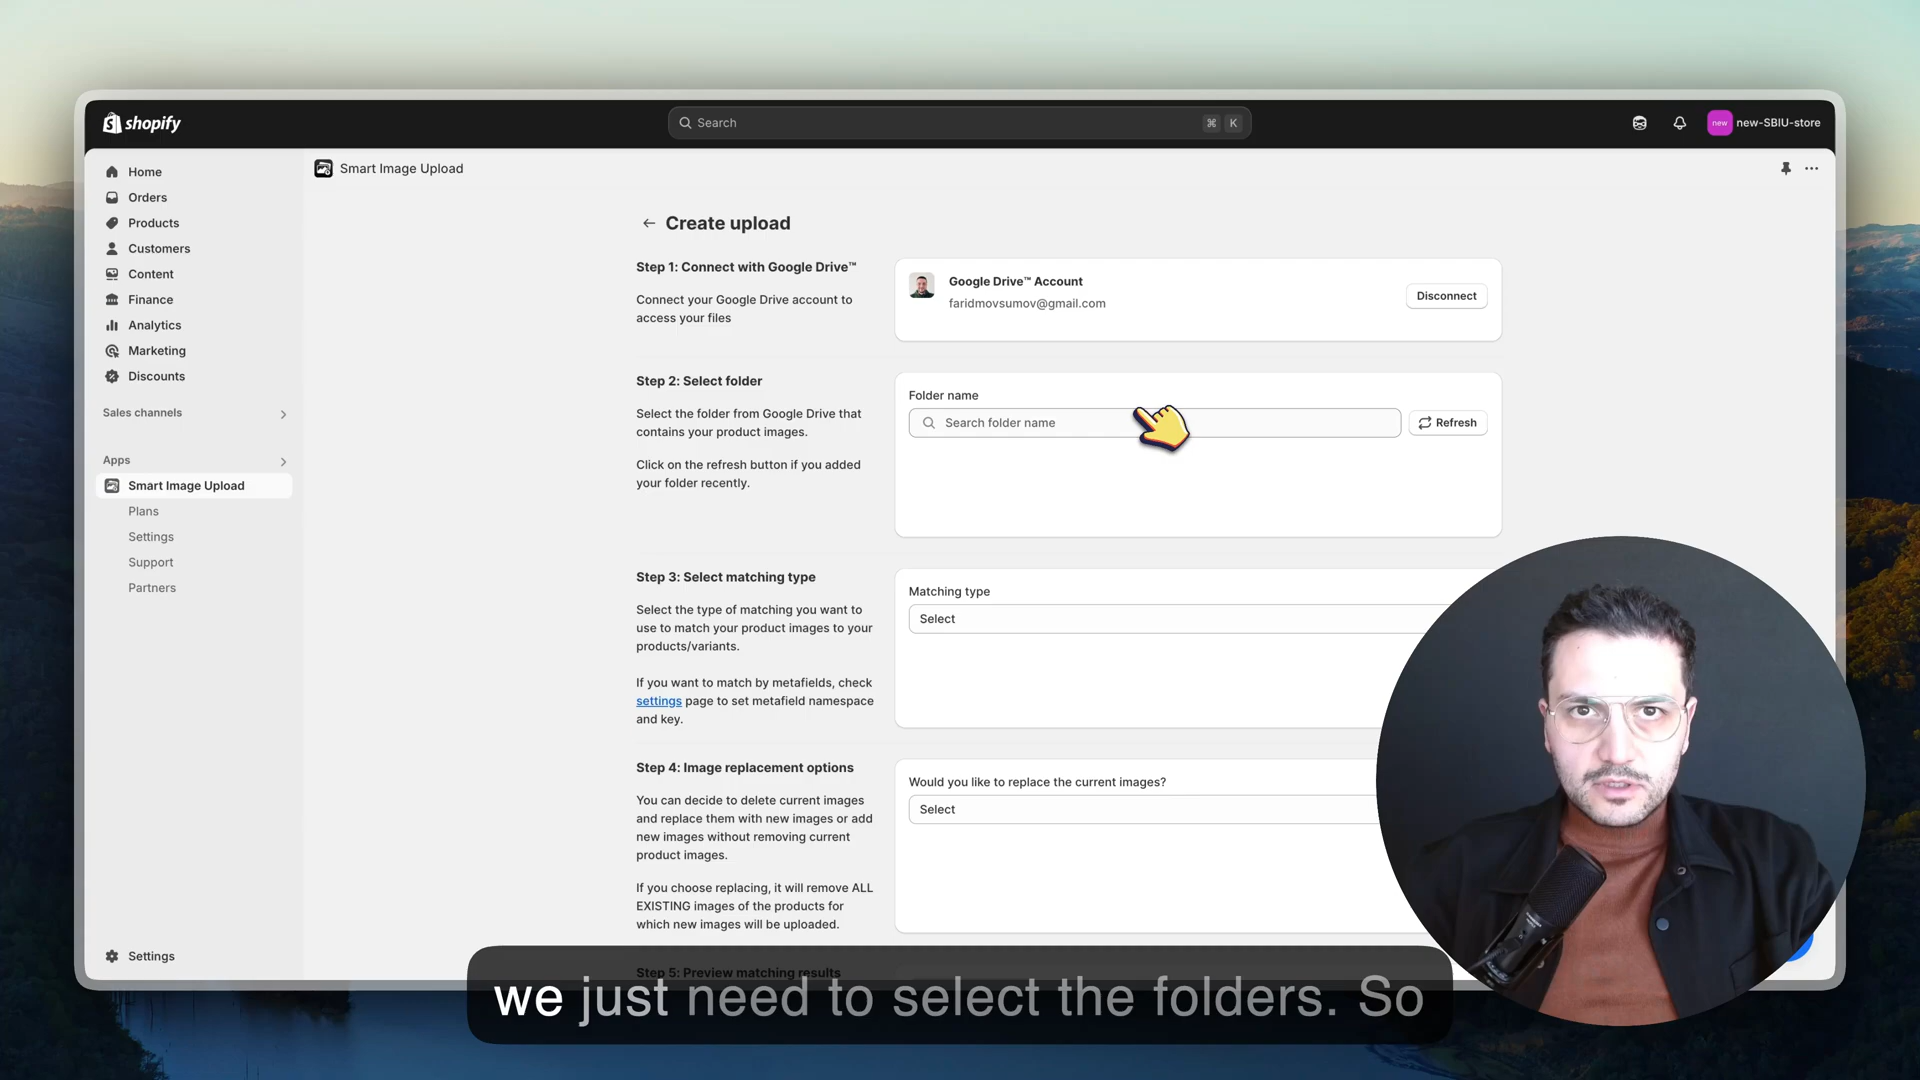 shopify
Search
⌘ K
new
new-SBIU-store
Home
Orders
Products
Customers
Content
Finance
Analytics
Marketing
Discounts
Sales channels
Apps
Smart Image Upload
Plans
Settings
Support
Partners
Settings
Smart Image Upload
Create upload
Step 1: Connect with Google Drive™
Connect your Google Drive account to
access your files
Google Drive™ Account
faridmovsumov@gmail.com
Disconnect
Step 2: Select folder
Select the folder from Google Drive that
contains your product images.
Click on the refresh button if you added
your folder recently.
Folder name
Search folder name
Refresh
Step 3: Select matching type
Select the type of matching you want to
use to match your product images to your
products/variants.
If you want to match by metafields, check
settings page to set metafield namespace
and key.
Matching type
Select
Step 4: Image replacement options
You can decide to delete current images
and replace them with new images or add
new images without removing current
product images.
If you choose replacing, it will remove ALL
EXISTING images of the products for
which new images will be uploaded.
Would you like to replace the current images?
Select
Step 5: Preview matching results
we just need to select the folders. So